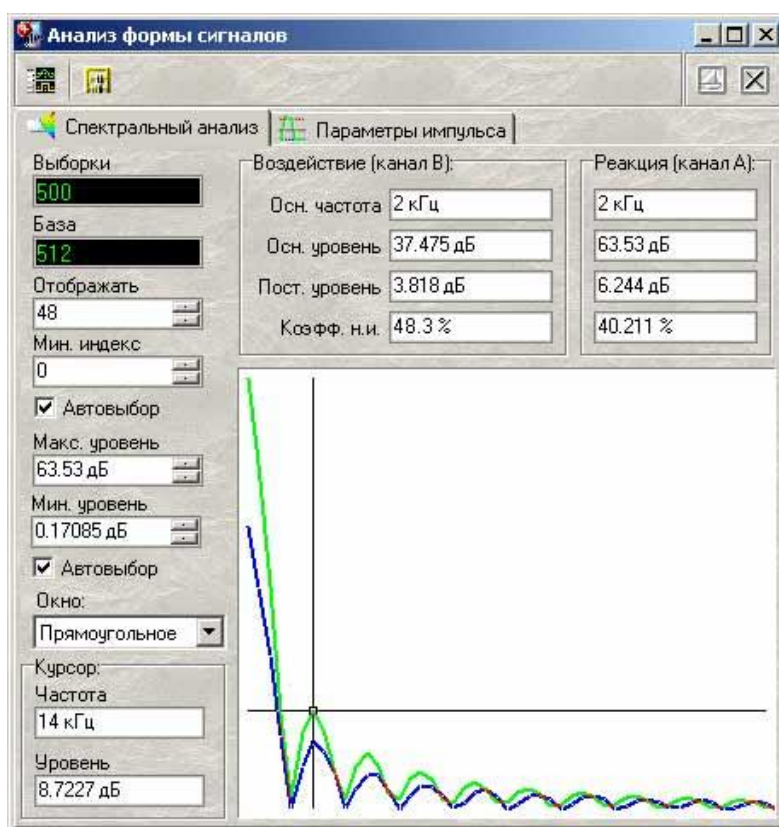 Анализ формы сигналов
Спектральный анализ
Параметры импульса
Выборки
500
База
512
Отображать
48
Мин. индекс
0
Автовыбор
Макс. уровень
63.53 дБ
Мин. уровень
0.17085 дБ
Автовыбор
Окно:
Прямоугольное
Курсор:
Частота
14 кГц
Уровень
8.7227 дБ
Воздействие (канал B):
Осн. частота 2 кГц
Осн. уровень 37.475 дБ
Пост. уровень 3.818 дБ
Коэфф. н.и. 48.3 %
Реакция (канал A):
2 кГц
63.53 дБ
6.244 дБ
40.211 %